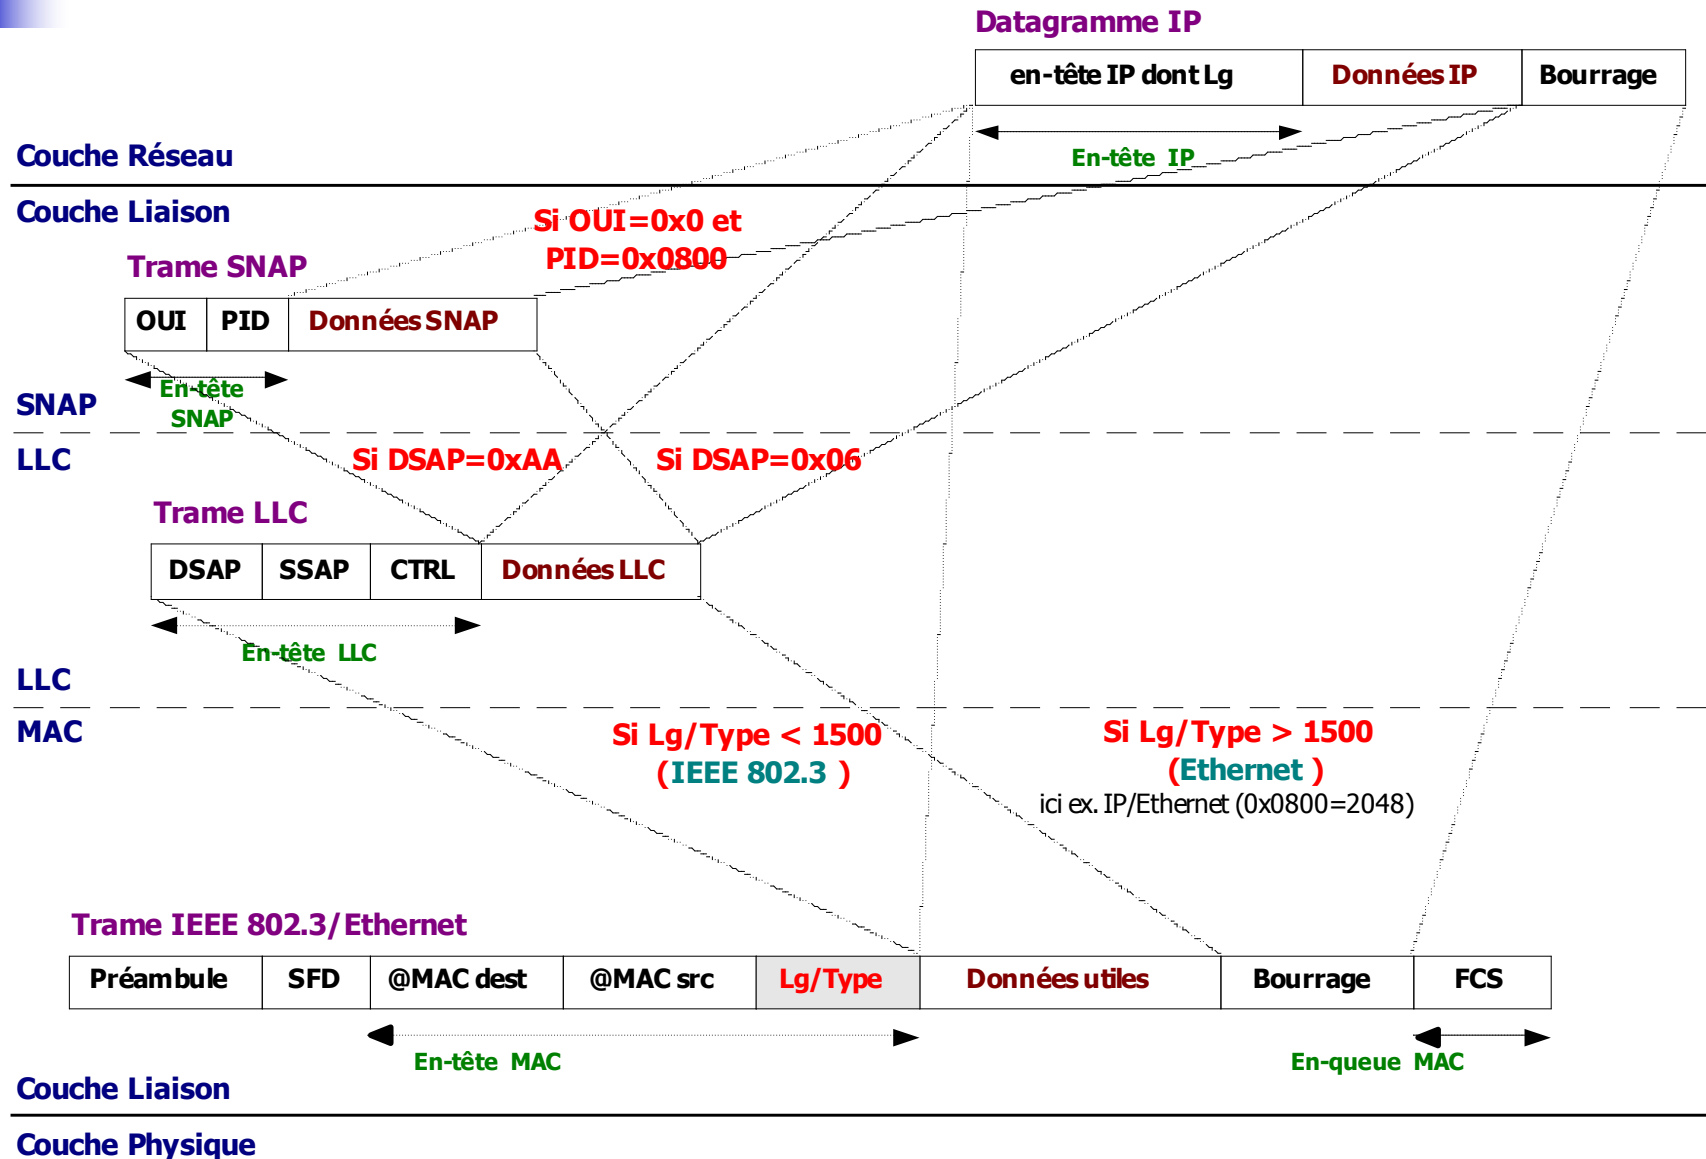 Datagramme IP
en-tête IP dont Lg Données IP Bourrage
En-tête IP
Couche Réseau
Couche Liaison
Si OUI=0x0 et
PID=0x0800
Trame SNAP
OUI PID Données SNAP
En-tête
SNAP
SNAP
LLC
Si DSAP=0xAA Si DSAP=0x06
Trame LLC
DSAP SSAP CTRL Données LLC
En-tête LLC
LLC
MAC
Si Lg/Type < 1500
(IEEE 802.3 )
Si Lg/Type > 1500
(Ethernet )
ici ex. IP/Ethernet (0x0800=2048)
Trame IEEE 802.3/Ethernet
Préambule SFD @MAC dest @MAC src Lg/Type Données utiles Bourrage FCS
En-tête MAC En-queue MAC
Couche Liaison
Couche Physique